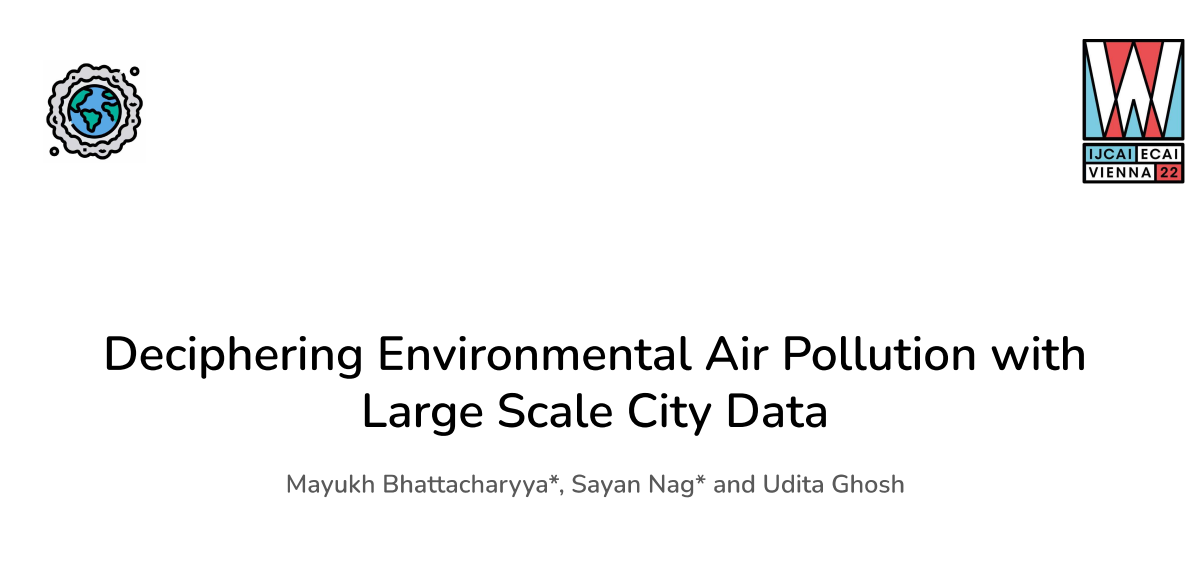 IJCAI ECAI
VIENNA 22
Deciphering Environmental Air Pollution with
Large Scale City Data
Mayukh Bhattacharyya*, Sayan Nag* and Udita Ghosh